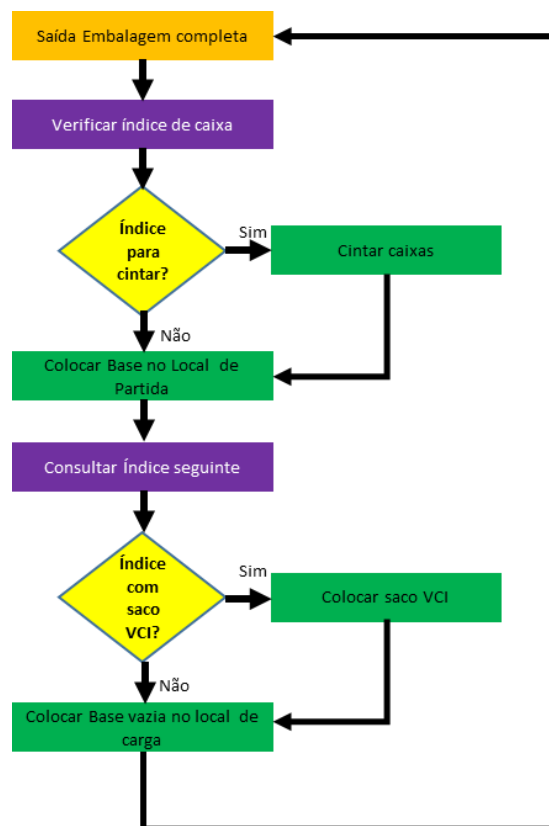 Saída Embalagem completa
Verificar índice de caixa
Índice
para
cintar?
Sim
Cintar caixas
Não
Colocar Base no Local de
Partida
Consultar Índice seguinte
Índice
com
saco
VCI?
Sim
Colocar saco VCI
Não
Colocar Base vazia no local de
carga